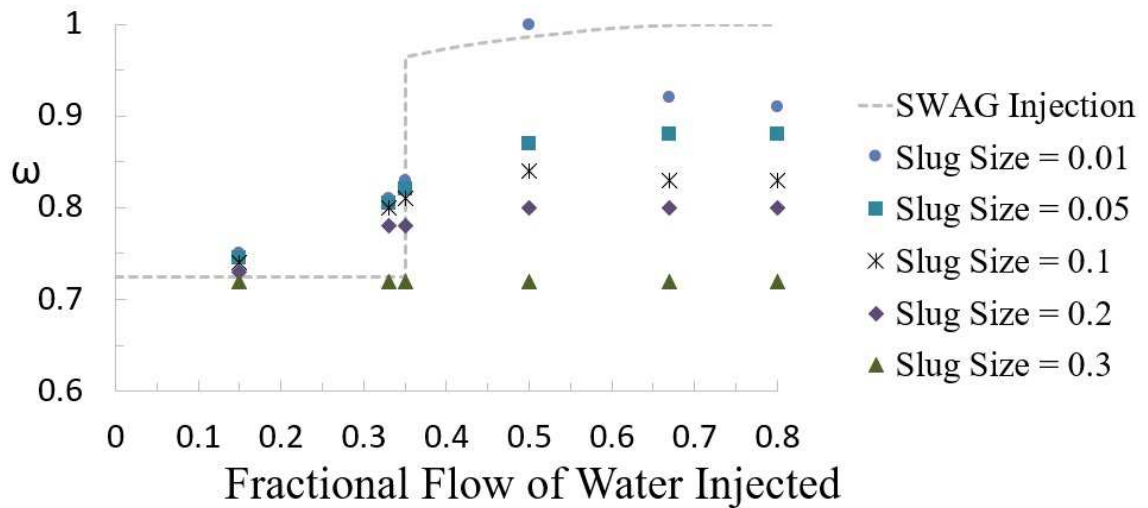 1
0.9
0.8
0.7
0.6
ω
0 0.1 0.2 0.3 0.4 0.5 0.6 0.7 0.8
Fractional Flow of Water Injected
SWAG Injection
Slug Size = 0.01
Slug Size = 0.05
Slug Size = 0.1
Slug Size = 0.2
Slug Size = 0.3